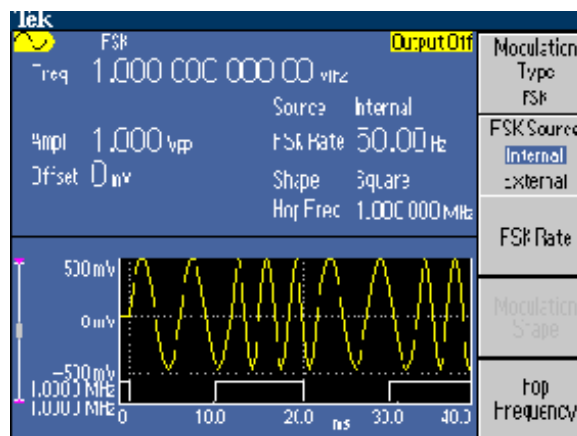 Tek
FSK Output Off
Freq 1.000 000 000 00 MHz
Source Internal
Ampl 1.000 Vpp
FSK Rate 50.00 Hz
Offset 0 mV
Shape Square
Hop Freq 1.000 000 MHz
Modulation
Type
FSK
FSK Source
Internal
External
FSK Rate
Modulation
Shape
Hop
Frequency
500 mV
0 mV
-500 mV
1.0000 MHz
1.0000 MHz
0 10.0 20.0 ms 30.0 40.0